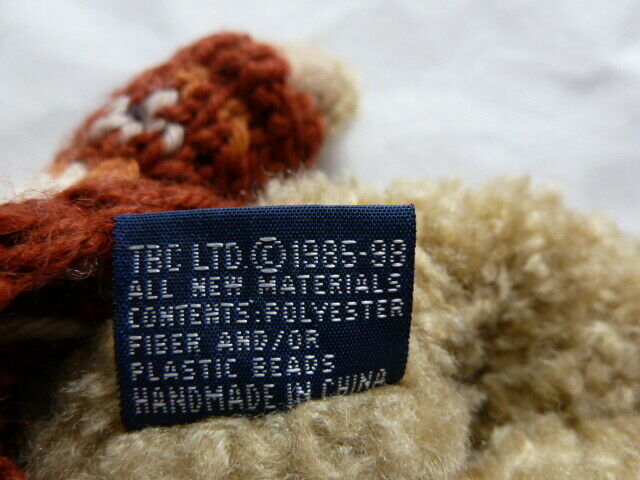 TBC LTD.©1985-98
ALL NEW MATERIALS
CONTENTS:POLYESTER
FIBER AND/OR
PLASTIC BEADS
HANDMADE IN CHINA